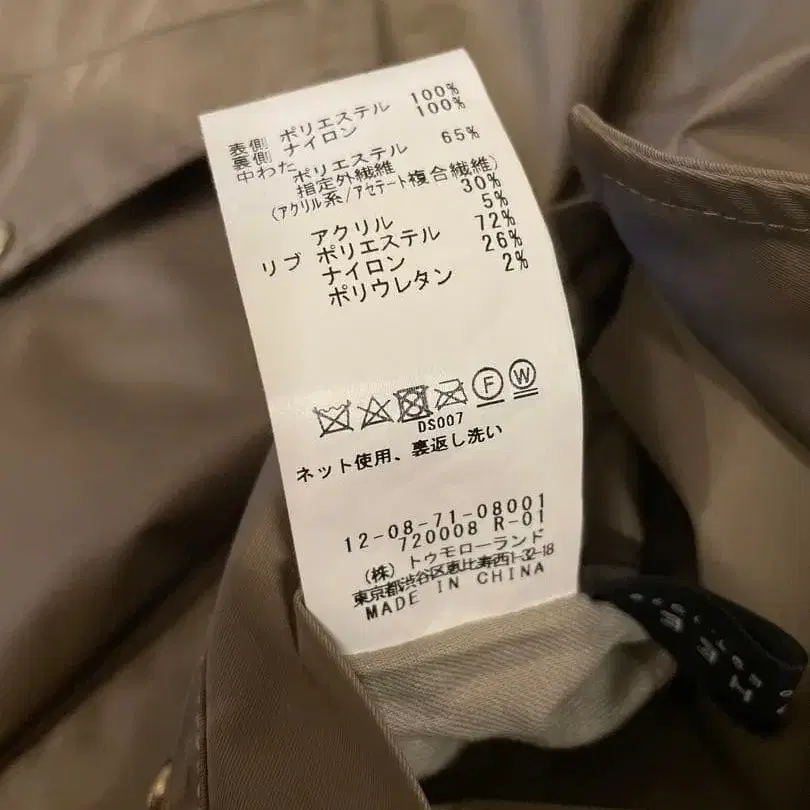 表側 ポリエステル 100%
裏側 ナイロン 100%
中わた ポリエステル 65%
指定外繊維
(アクリル系/アセテート複合繊維) 30%
アクリル 5%
リブ ポリエステル 72%
ナイロン 26%
ポリウレタン 2%
F W
DS007
ネット使用、裏返し洗い
12-08-71-08001
720008 R-01
(株) トゥモローランド
東京都渋谷区恵比寿西1-32-18
MADE IN CHINA